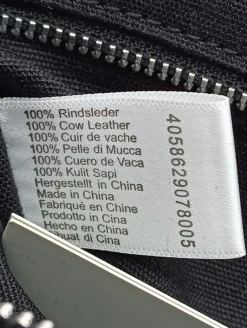 100% Rindsleder
100% Cow Leather
100% Cuir de vache
100% Pelle di Mucca
100% Cuero de Vaca
100% Kulit Sapi
Hergestellt in China
Made in China
Fabriqué en Chine
Prodotto in Cina
Hecho en China
di Cina
4058629078005